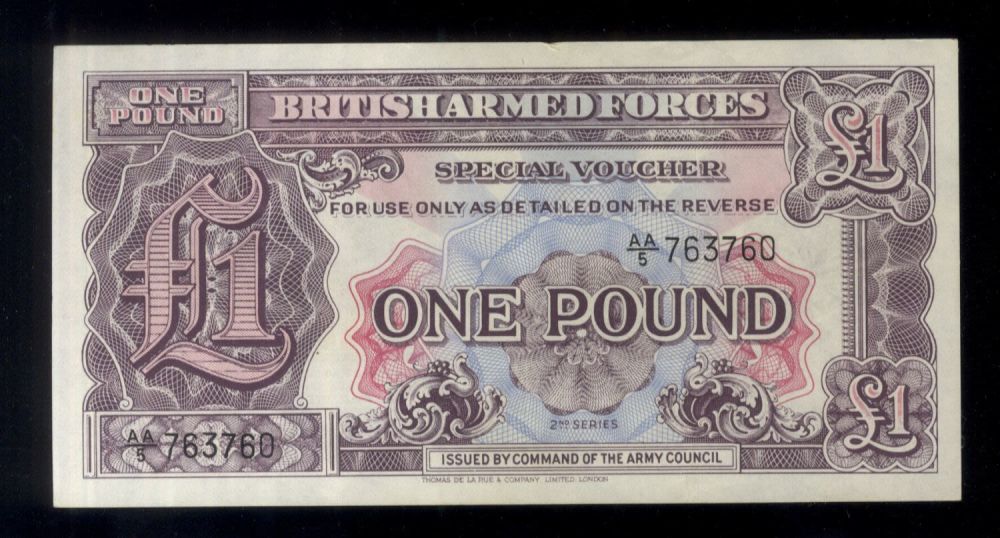 ONE
POUND
BRITISH ARMED FORCES
£1
SPECIAL VOUCHER
FOR USE ONLY AS DETAILED ON THE REVERSE
AA/5 763760
£1
ONE POUND
£1
2ND SERIES
AA/5 763760
ISSUED BY COMMAND OF THE ARMY COUNCIL
THOMAS DE LA RUE & COMPANY, LIMITED, LONDON